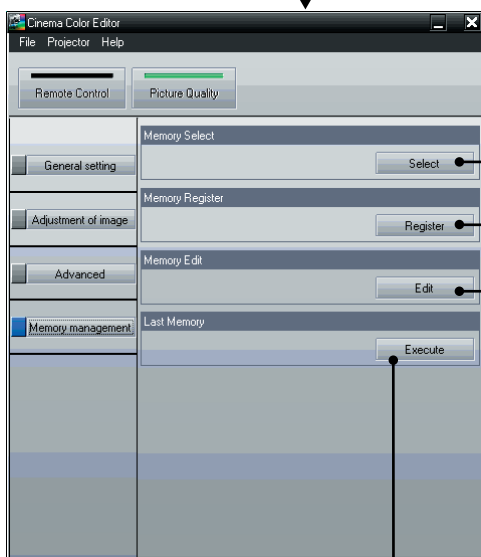 Cinema Color Editor
File Projector Help
Remote Control Picture Quality
Memory Select
General setting Select
Memory Register
Adjustment of image Register
Memory Edit
Advanced Edit
Last Memory
Memory management
Execute